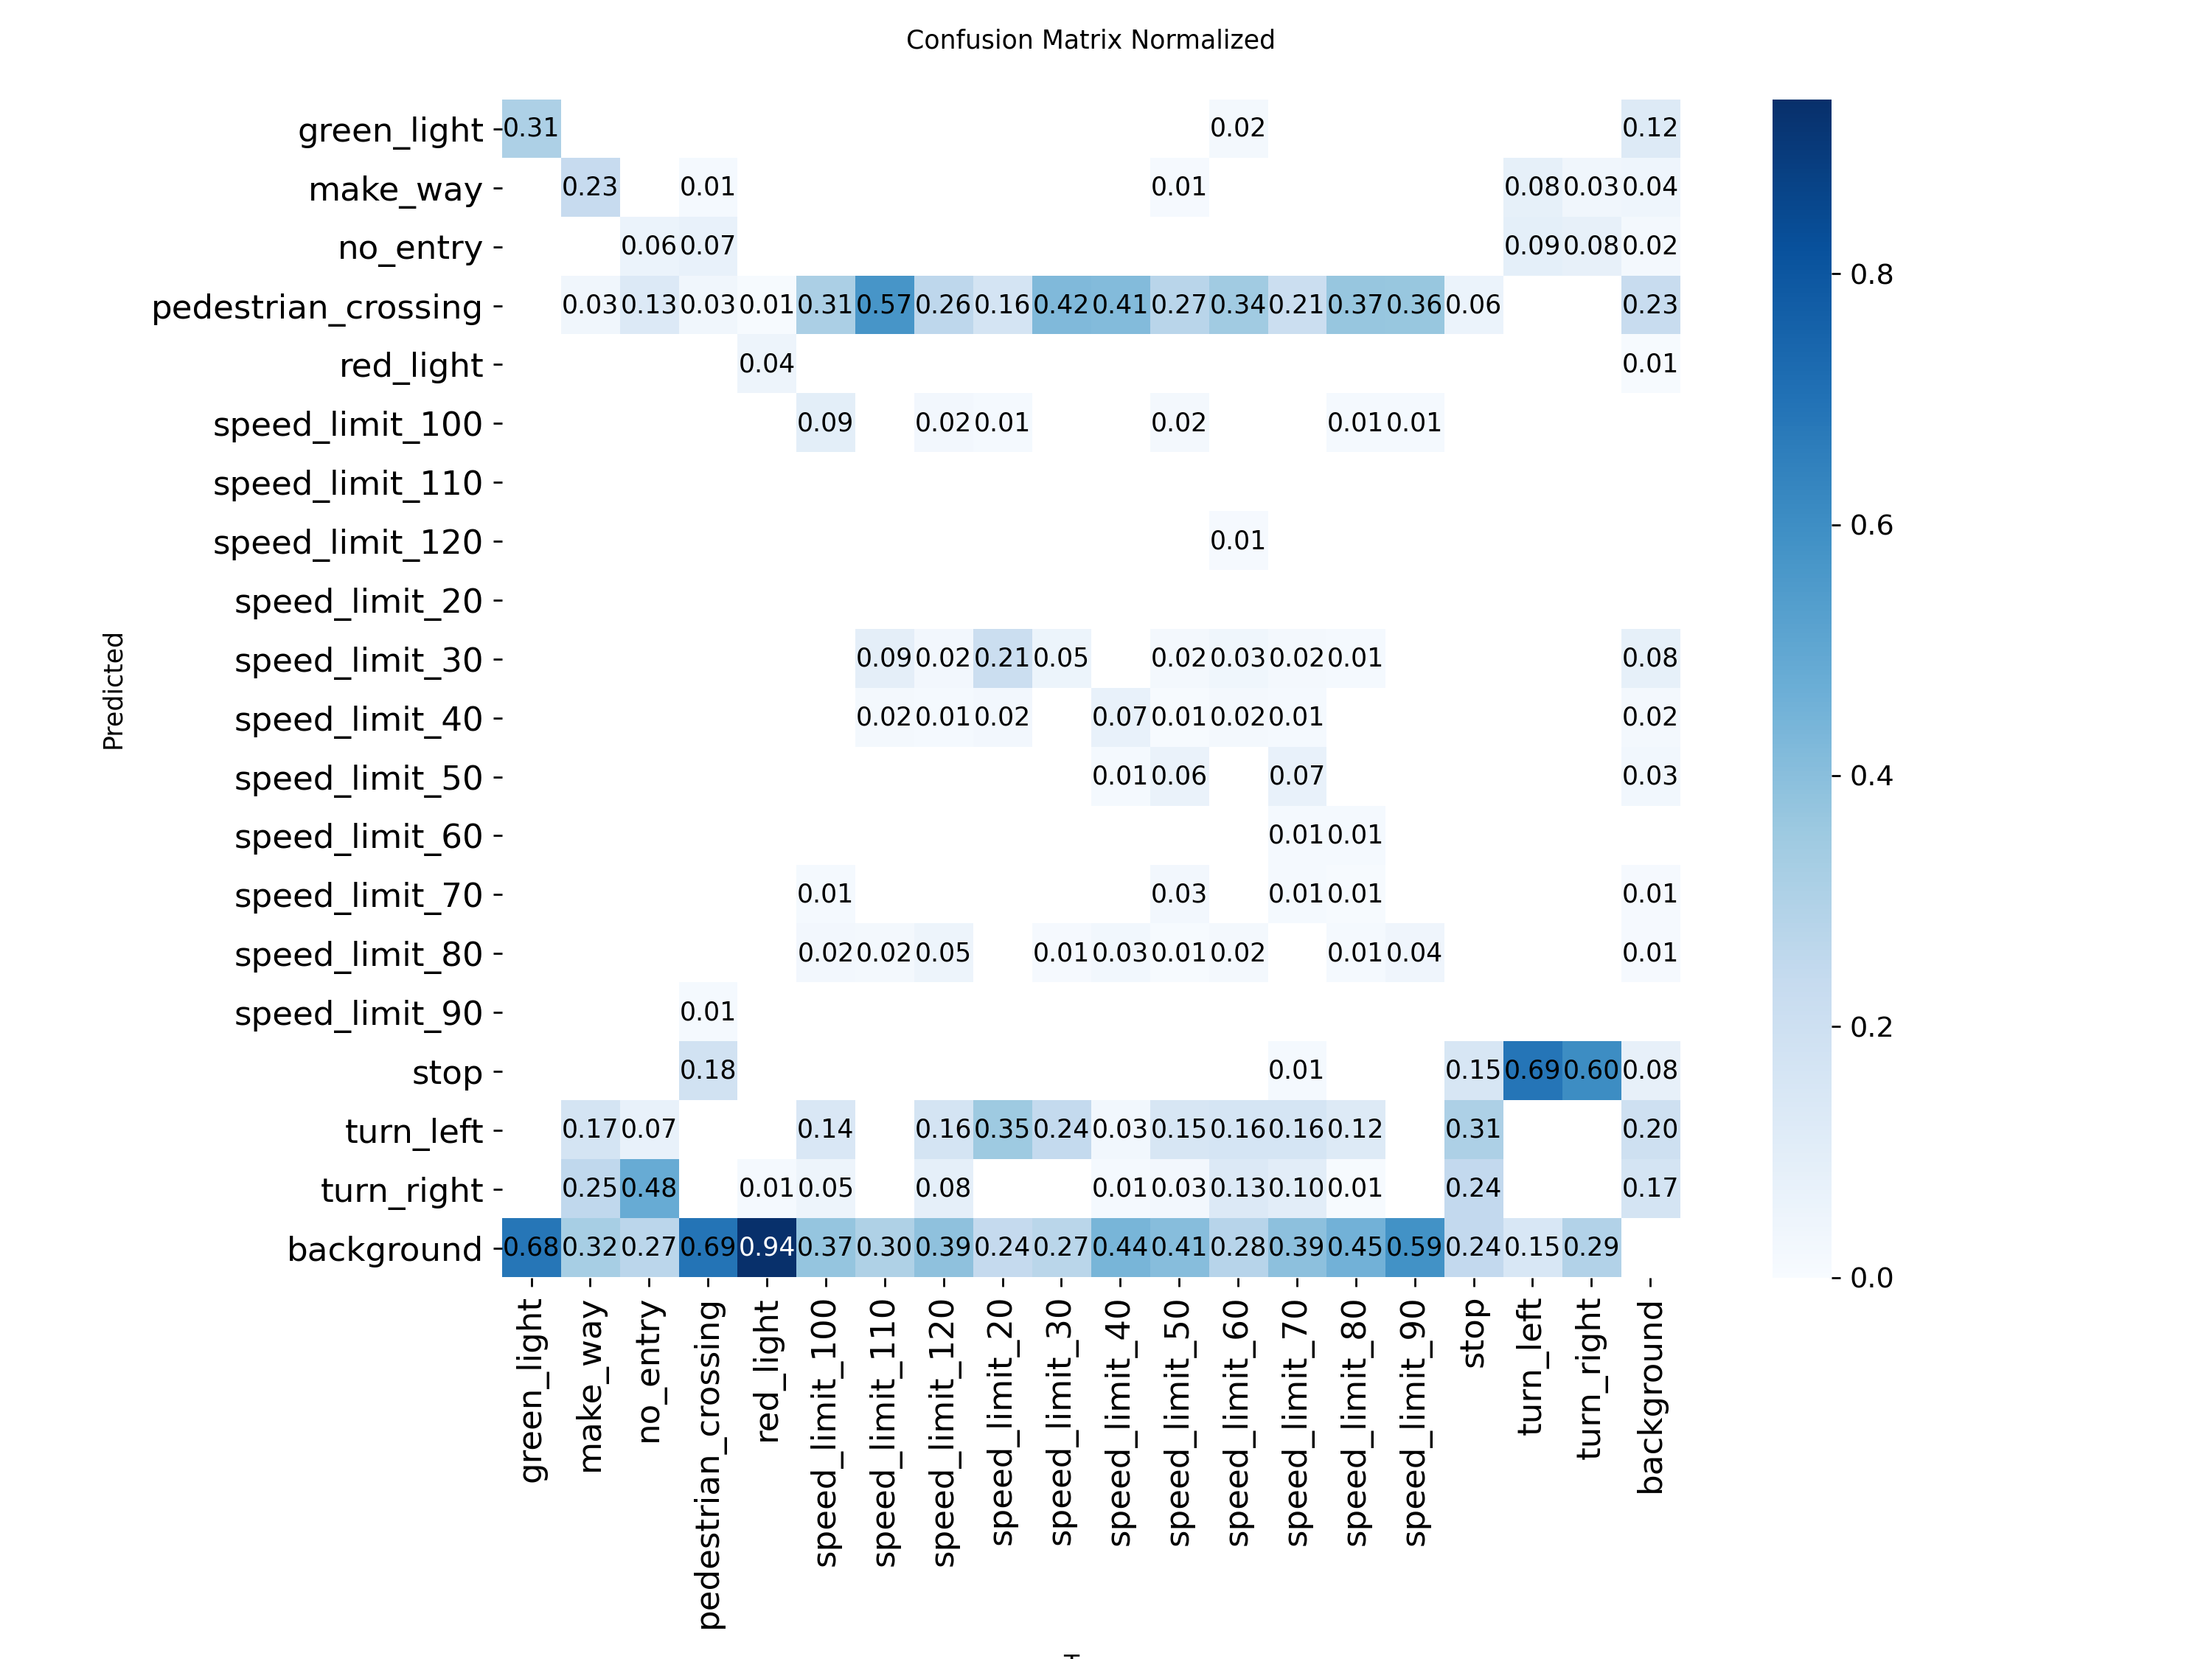 Confusion Matrix Normalized
green_light 0.31 0.02 0.12
make_way 0.23 0.01 0.01 0.08 0.03 0.04
no_entry 0.06 0.07 0.09 0.08 0.02
pedestrian_crossing 0.03 0.13 0.03 0.01 0.31 0.57 0.26 0.16 0.42 0.41 0.27 0.34 0.21 0.37 0.36 0.06 0.23
red_light 0.04 0.01
speed_limit_100 0.09 0.02 0.01 0.02 0.01 0.01
speed_limit_110
speed_limit_120 0.01
speed_limit_20
speed_limit_30 0.09 0.02 0.21 0.05 0.02 0.03 0.02 0.01 0.08
speed_limit_40 0.02 0.01 0.02 0.07 0.01 0.02 0.01 0.02
speed_limit_50 0.01 0.06 0.07 0.03
speed_limit_60 0.01 0.01
speed_limit_70 0.01 0.03 0.01 0.01 0.01
speed_limit_80 0.02 0.02 0.05 0.01 0.03 0.01 0.02 0.01 0.04 0.01
speed_limit_90 0.01
stop 0.18 0.01 0.15 0.69 0.60 0.08
turn_left 0.17 0.07 0.14 0.16 0.35 0.24 0.03 0.15 0.16 0.16 0.12 0.31 0.20
turn_right 0.25 0.48 0.01 0.05 0.08 0.01 0.03 0.13 0.10 0.01 0.24 0.17
background 0.68 0.32 0.27 0.69 0.94 0.37 0.30 0.39 0.24 0.27 0.44 0.41 0.28 0.39 0.45 0.59 0.24 0.15 0.29
Predicted
green_light
make_way
no_entry
pedestrian_crossing
red_light
speed_limit_100
speed_limit_110
speed_limit_120
speed_limit_20
speed_limit_30
speed_limit_40
speed_limit_50
speed_limit_60
speed_limit_70
speed_limit_80
speed_limit_90
stop
turn_left
turn_right
background
0.8
0.6
0.4
0.2
0.0